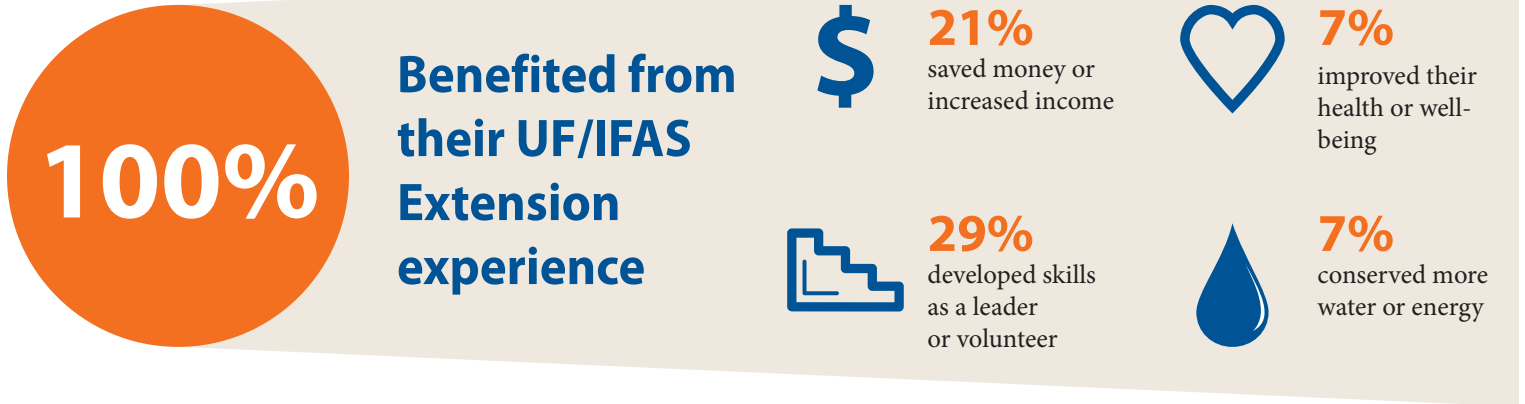 100%
Benefited from
their UF/IFAS
Extension
experience
$
21%
saved money or
increased income
7%
improved their
health or well-
being
29%
developed skills
as a leader
or volunteer
7%
conserved more
water or energy